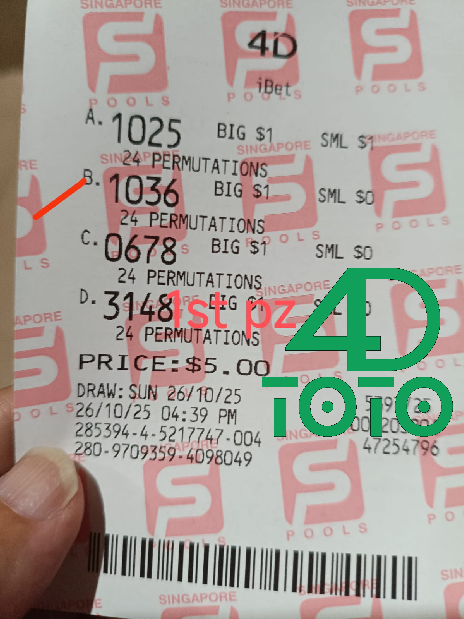 SINGAPORE POOLS
4D
iBet
A. 1025 BIG $1 SML $1
24 PERMUTATIONS
B. 1036 BIG $1 SML $0
24 PERMUTATIONS
C. 0678 BIG $1 SML $0
24 PERMUTATIONS
D. 3148 BIG $1
1st pz
24 PERMUTATIONS
4D
TOTO
PRICE:$5.00
DRAW: SUN 26/10/25
26/10/25 04:39 PM
285394-4-5217747-004
47254796
280-9709359-4098049